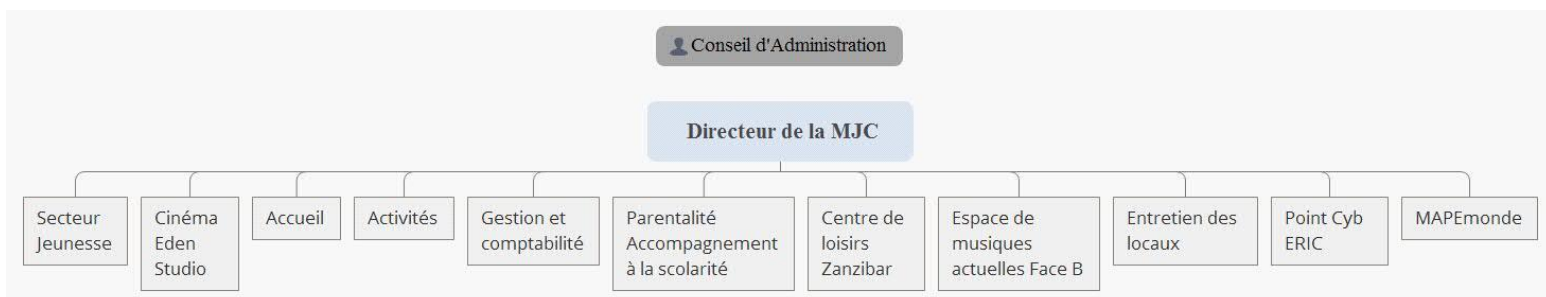 Conseil d'Administration
Directeur de la MJC
Secteur
Jeunesse
Cinéma
Eden
Studio
Accueil
Activités
Gestion et
comptabilité
Parentalité
Accompagnement
à la scolarité
Centre de
loisirs
Zanzibar
Espace de
musiques
actuelles Face B
Entretien des
locaux
Point Cyb
ERIC
MAPEmonde